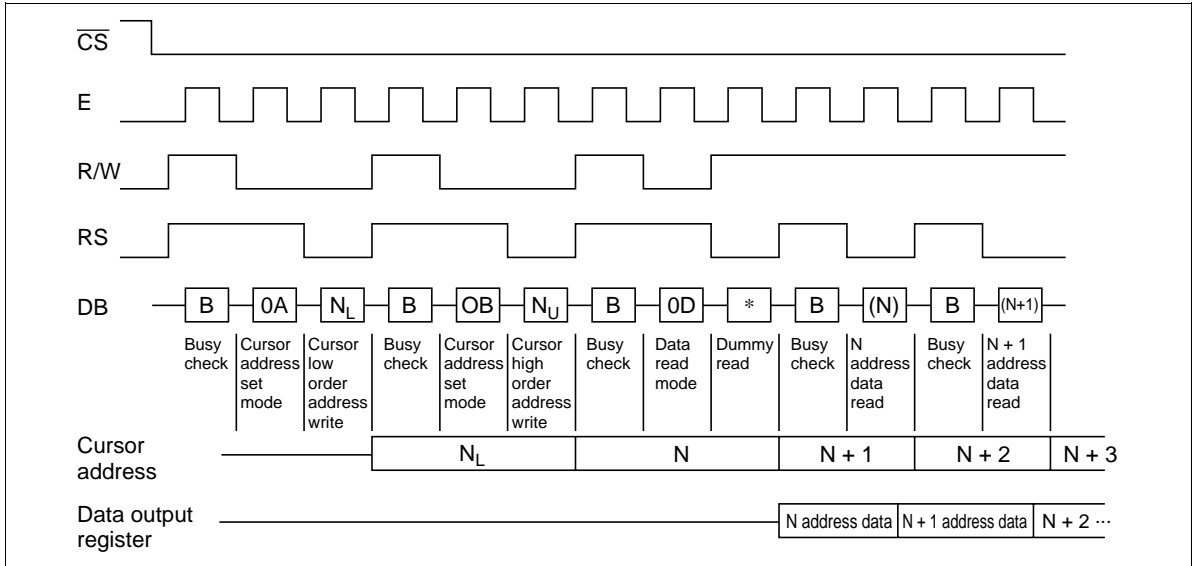 CS
E
R/W
RS
DB
B 0A NL B OB NU B 0D * B (N) B (N+1)
Busy check
Cursor address set mode
Cursor low order address write
Busy check
Cursor address set mode
Cursor high order address write
Busy check
Data read mode
Dummy read
Busy check
N address data read
Busy check
N + 1 address data read
Cursor address
NL N N + 1 N + 2 N + 3
Data output register
N address data N + 1 address data N + 2 ···